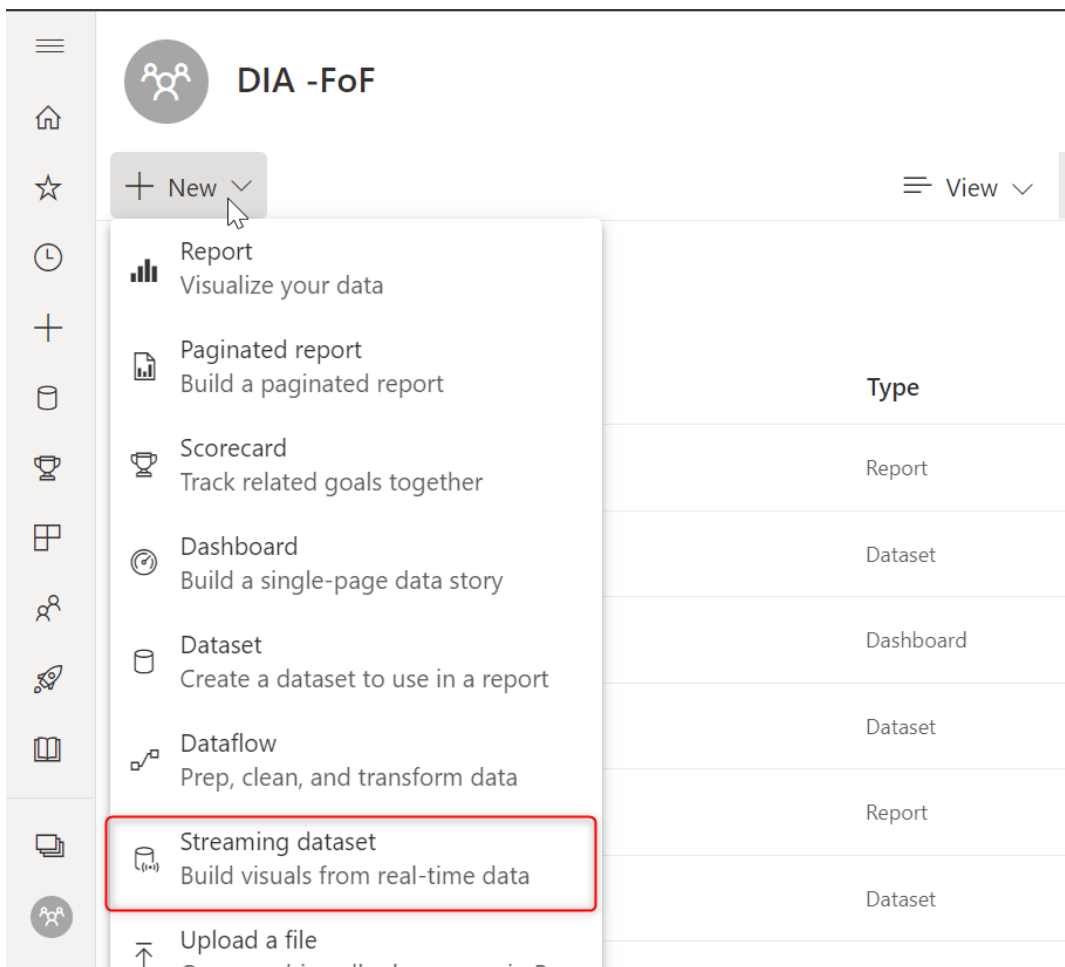 DIA -FoF
New
View
Report
Visualize your data
Paginated report
Build a paginated report
Type
Scorecard
Track related goals together
Report
Dashboard
Build a single-page data story
Dataset
Dataset
Create a dataset to use in a report
Dashboard
Dataflow
Prep, clean, and transform data
Dataset
Report
Streaming dataset
Build visuals from real-time data
Dataset
Upload a file